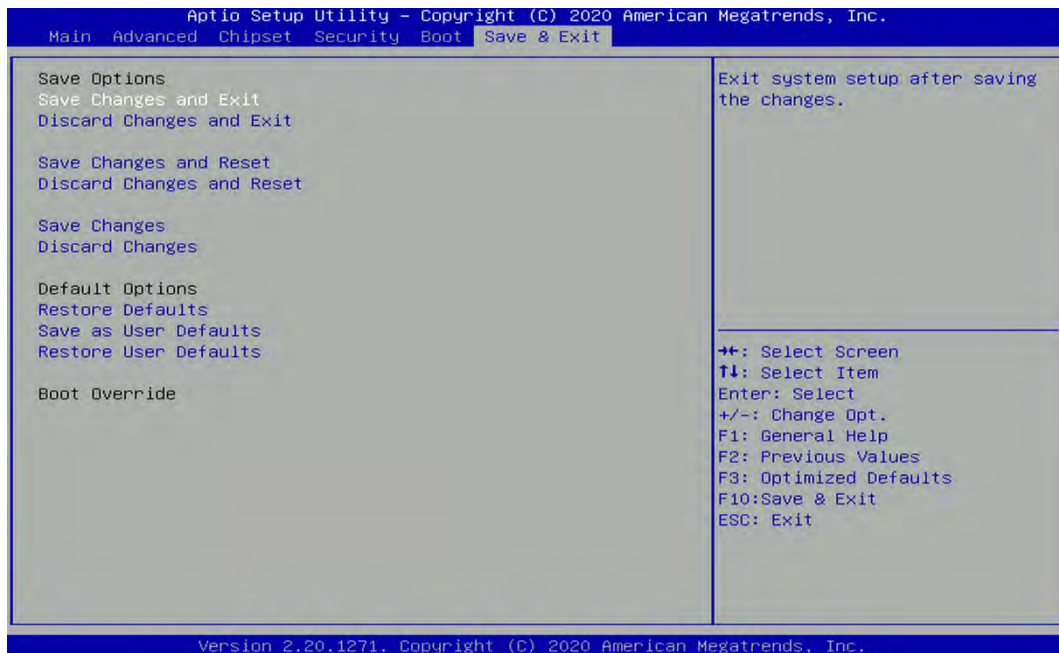 Aptio Setup Utility – Copyright (C) 2020 American Megatrends, Inc.
Main Advanced Chipset Security Boot Save & Exit
Save Options
Save Changes and Exit
Discard Changes and Exit
Save Changes and Reset
Discard Changes and Reset
Save Changes
Discard Changes
Default Options
Restore Defaults
Save as User Defaults
Restore User Defaults
Boot Override
Exit system setup after saving
the changes.
→←: Select Screen
↑↓: Select Item
Enter: Select
+/-: Change Opt.
F1: General Help
F2: Previous Values
F3: Optimized Defaults
F10:Save & Exit
ESC: Exit
Version 2.20.1271. Copyright (C) 2020 American Megatrends, Inc.